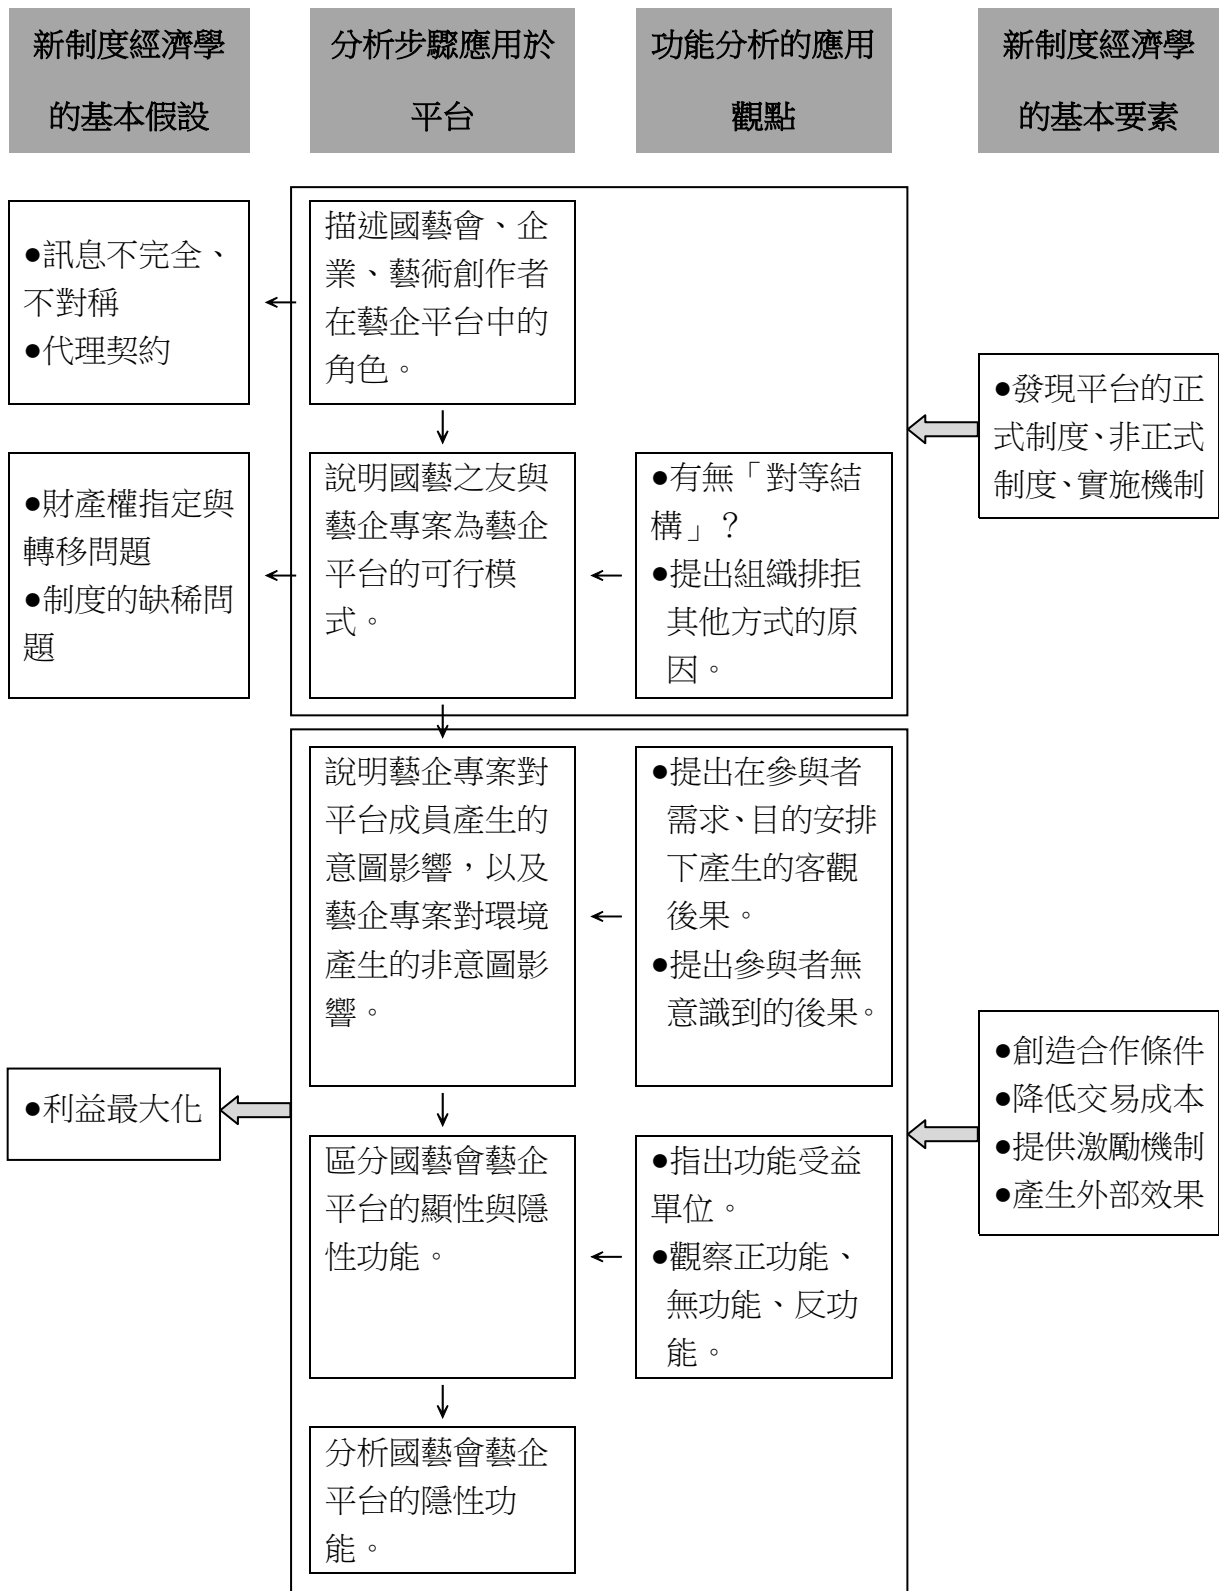 新制度經濟學
的基本假設
分析步驟應用於
平台
功能分析的應用
觀點
新制度經濟學
的基本要素
●訊息不完全、
不對稱
●代理契約
描述國藝會、企
業、藝術創作者
在藝企平台中的
角色。
●發現平台的正
式制度、非正式
制度、實施機制
●財產權指定與
轉移問題
●制度的缺稀問
題
說明國藝之友與
藝企專案為藝企
平台的可行模
式。
●有無「對等結
構」?
●提出組織排拒
其他方式的原
因。
說明藝企專案對
平台成員產生的
意圖影響,以及
藝企專案對環境
產生的非意圖影
響。
●提出在參與者
需求、目的安排
下產生的客觀
後果。
●提出參與者無
意識到的後果。
●利益最大化
●創造合作條件
●降低交易成本
●提供激勵機制
●產生外部效果
區分國藝會藝企
平台的顯性與隱
性功能。
●指出功能受益
單位。
●觀察正功能、
無功能、反功
能。
分析國藝會藝企
平台的隱性功
能。